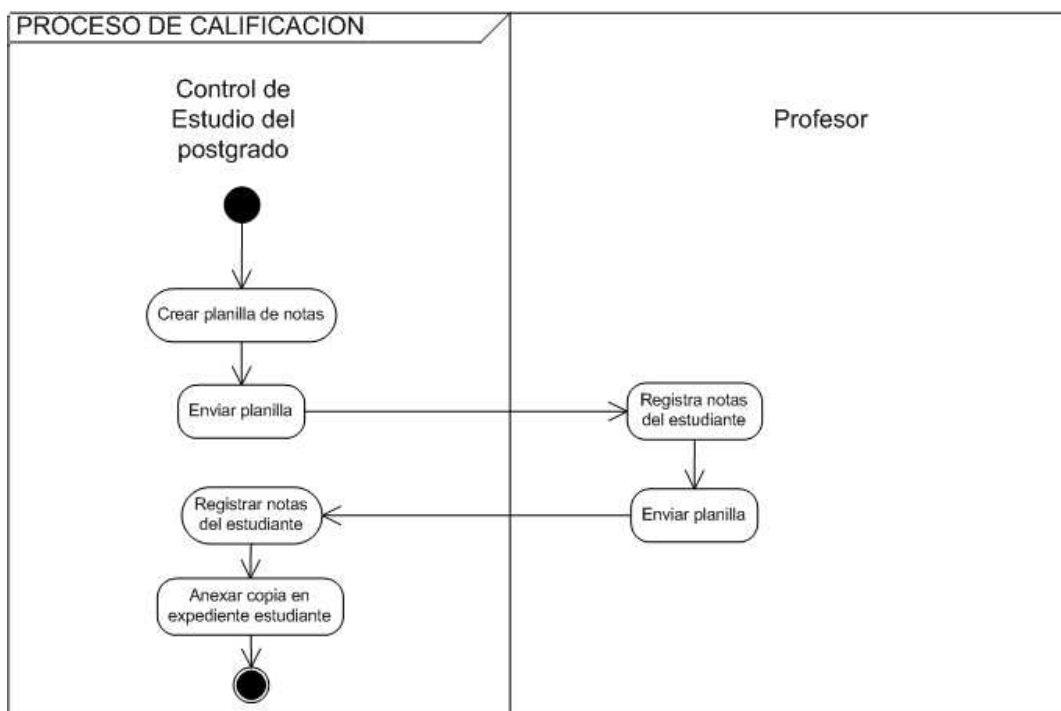 PROCESO DE CALIFICACION
Control de
Estudio del
postgrado
Profesor
Crear planilla de notas
Enviar planilla
Registra notas
del estudiante
Enviar planilla
Registrar notas
del estudiante
Anexar copia en
expediente estudiante